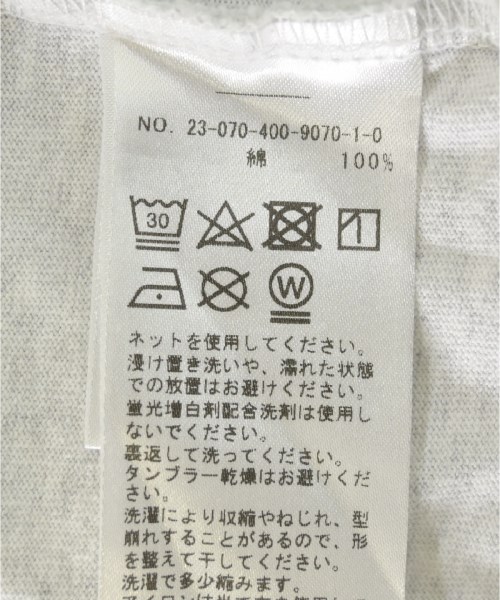 NO. 23-070-400-9070-1-0
綿 100%
30
W
ネットを使用してください。
浸け置き洗いや、濡れた状態
での放置はお避けください。
蛍光増白剤配合洗剤は使用し
ないでください。
裏返して洗ってください。
タンブラー乾燥はお避けくだ
さい。
洗濯により収縮やねじれ、型
崩れすることがあるので、形
を整えて干してください。
洗濯で多少縮みます。